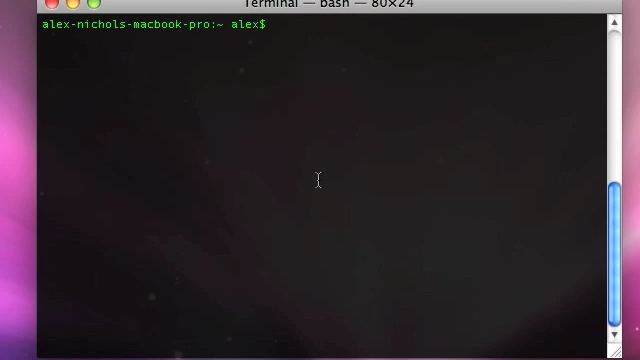 Terminal — bash — 80×24
alex-nichols-macbook-pro:~ alex$